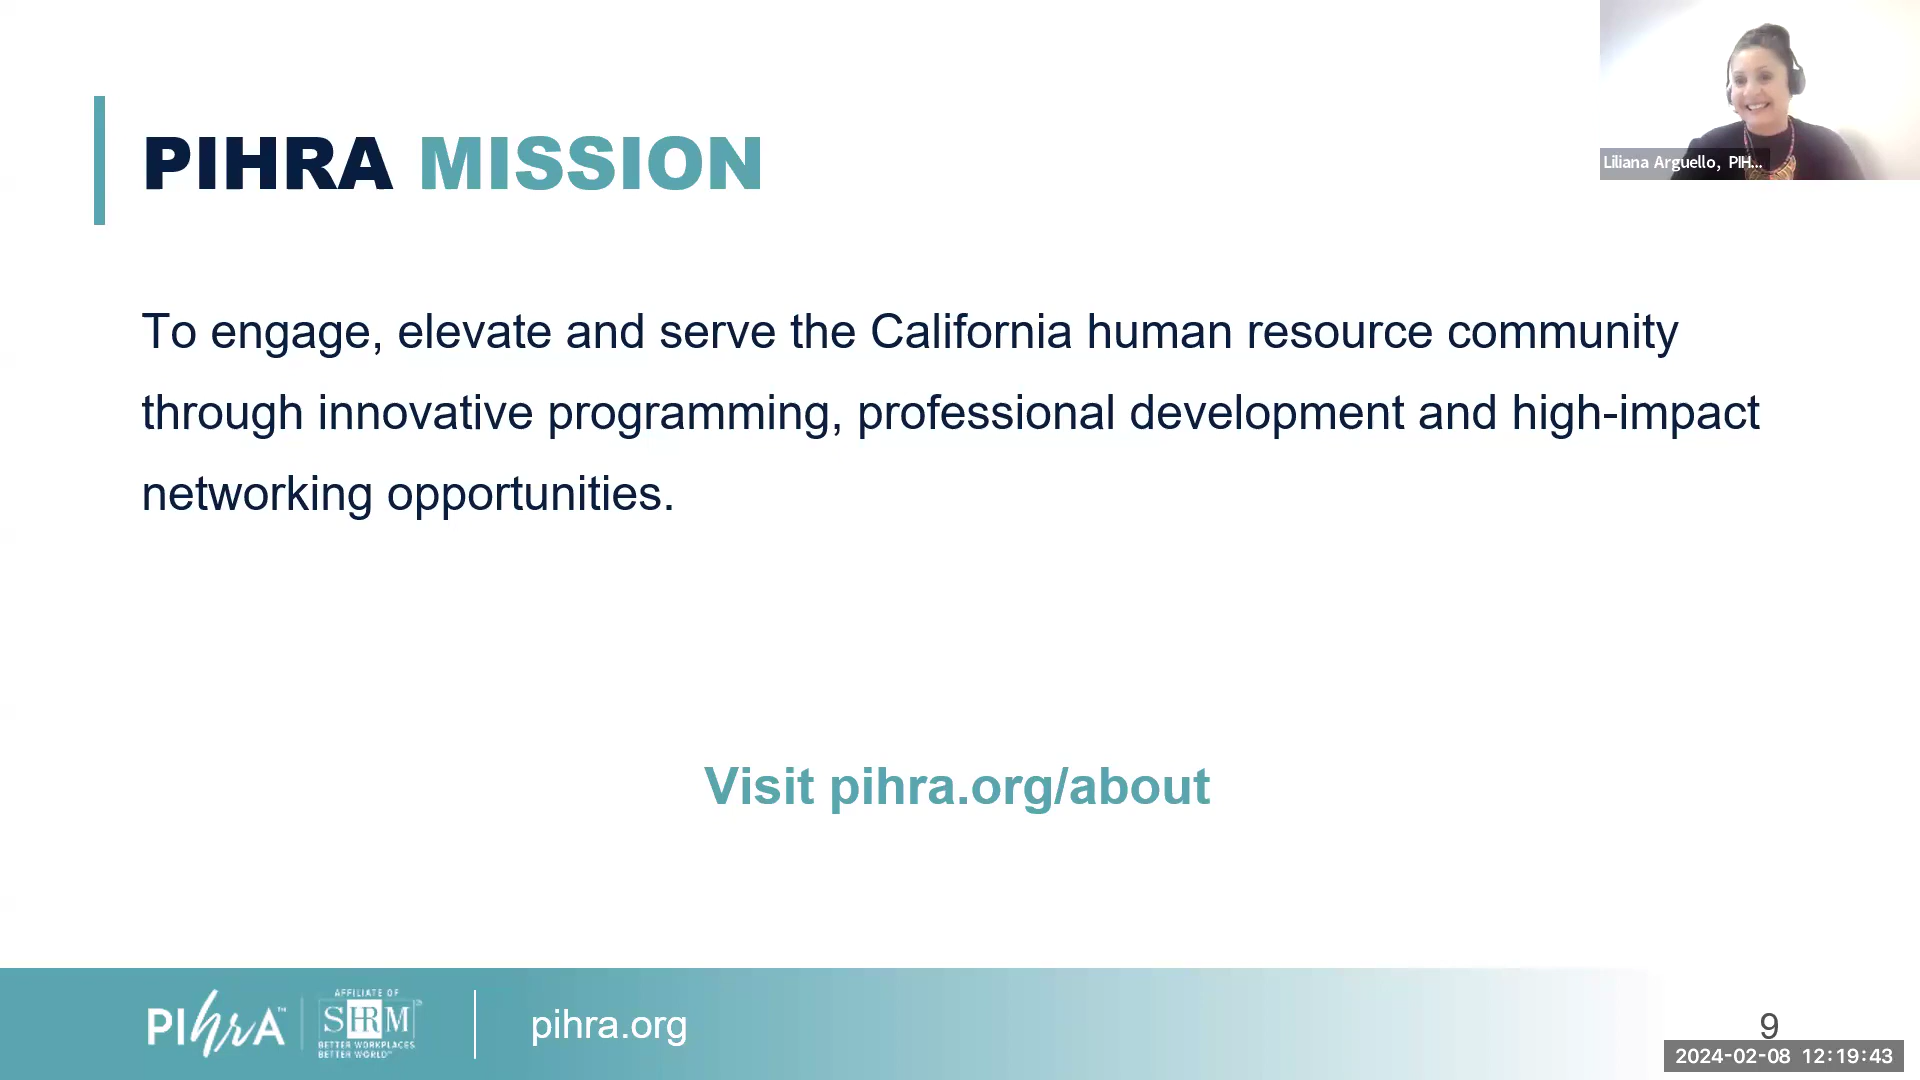 PIHRA MISSION
Liliana Arguello, PIH...
To engage, elevate and serve the California human resource community
through innovative programming, professional development and high-impact
networking opportunities.
Visit pihra.org/about
PIhrA™
AFFILIATE OF
SHRM
BETTER WORKPLACES
BETTER WORLD™
pihra.org
9
2024-02-08 12:19:43